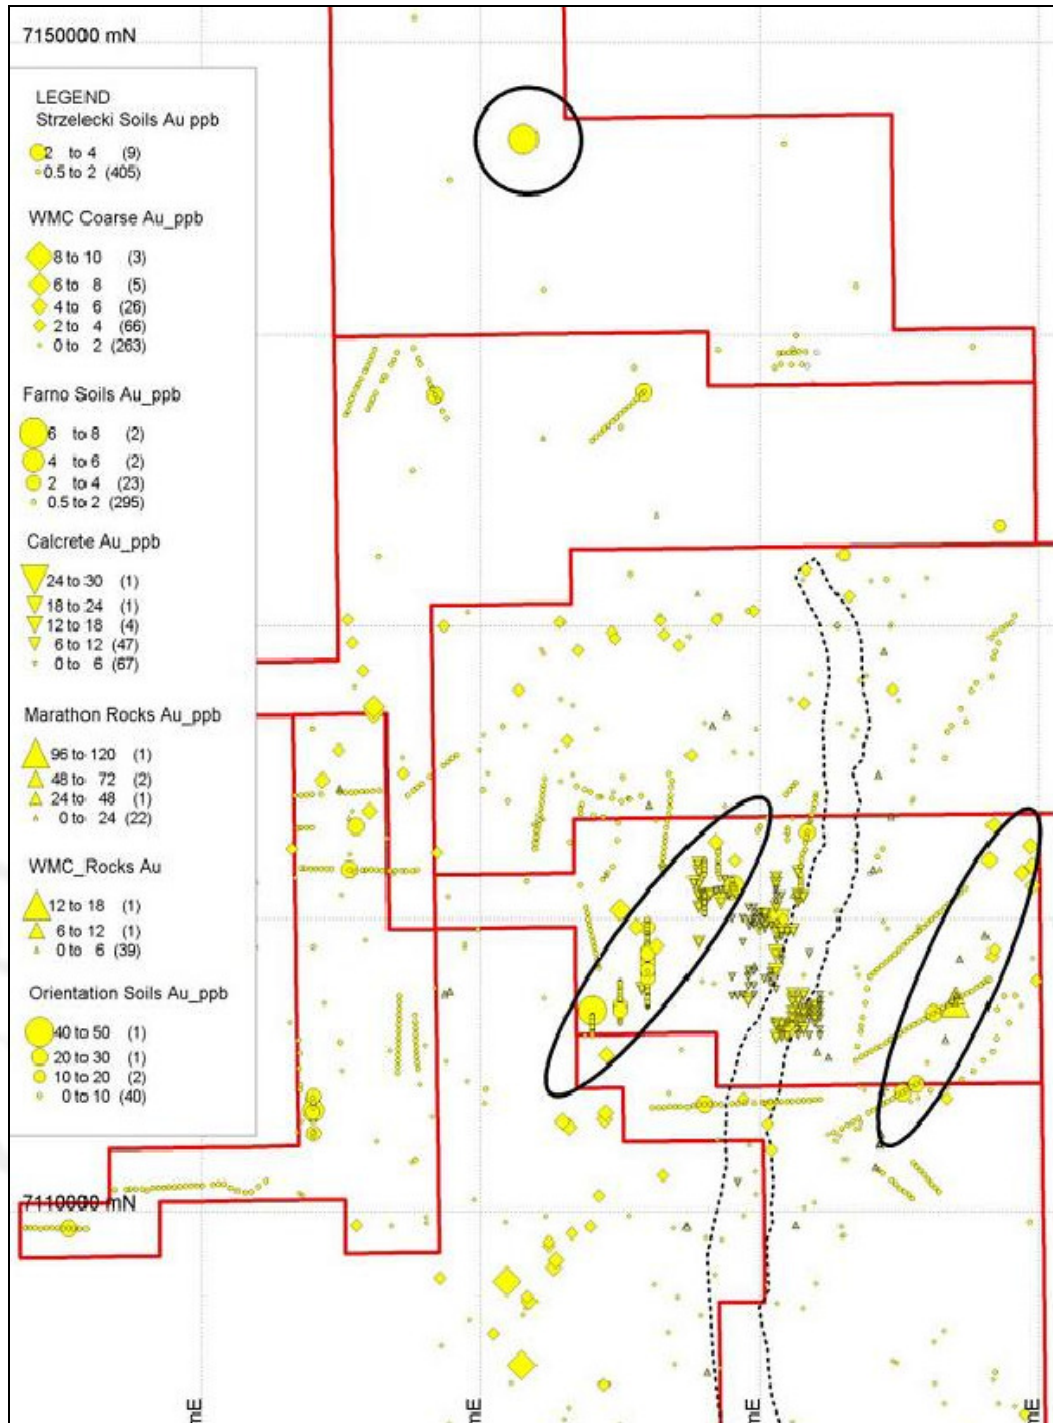 7150000 mN
LEGEND
Strzelecki Soils Au ppb
2 to 4 (9)
0.5 to 2 (405)
WMC Coarse Au_ppb
8 to 10 (3)
6 to 8 (5)
4 to 6 (26)
2 to 4 (66)
0 to 2 (263)
Farno Soils Au_ppb
6 to 8 (2)
4 to 6 (2)
2 to 4 (23)
0.5 to 2 (295)
Calcrete Au_ppb
24 to 30 (1)
18 to 24 (1)
12 to 18 (4)
6 to 12 (47)
0 to 6 (67)
Marathon Rocks Au_ppb
96 to 120 (1)
48 to 72 (2)
24 to 48 (1)
0 to 24 (22)
WMC_Rocks Au
12 to 18 (1)
6 to 12 (1)
0 to 6 (39)
Orientation Soils Au_ppb
40 to 50 (1)
20 to 30 (1)
10 to 20 (2)
0 to 10 (40)
7110000 mN
mE
mE
mE
mE